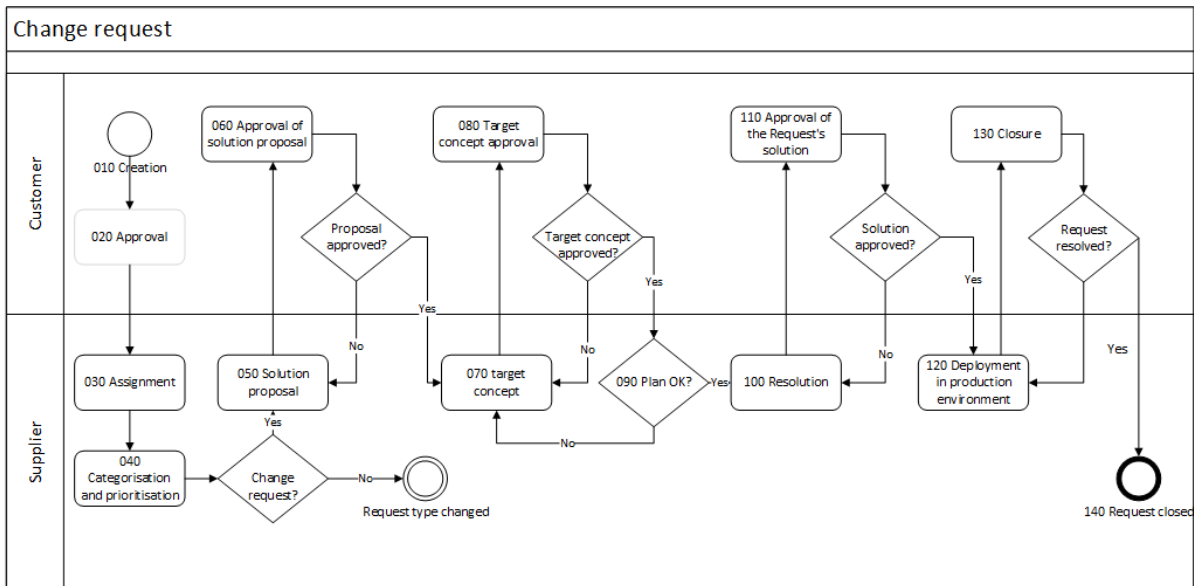 Change request
Customer
010 Creation
020 Approval
060 Approval of
solution proposal
Proposal
approved?
Yes
No
080 Target
concept approval
Target concept
approved?
Yes
No
110 Approval of
the Request's
solution
Solution
approved?
Yes
No
130 Closure
Request
resolved?
Yes
Supplier
030 Assignment
040
Categorisation
and prioritisation
Change
request?
Yes
No
Request type changed
050 Solution
proposal
070 target
concept
090 Plan OK?
Yes
No
100 Resolution
120 Deployment
in production
environment
140 Request closed